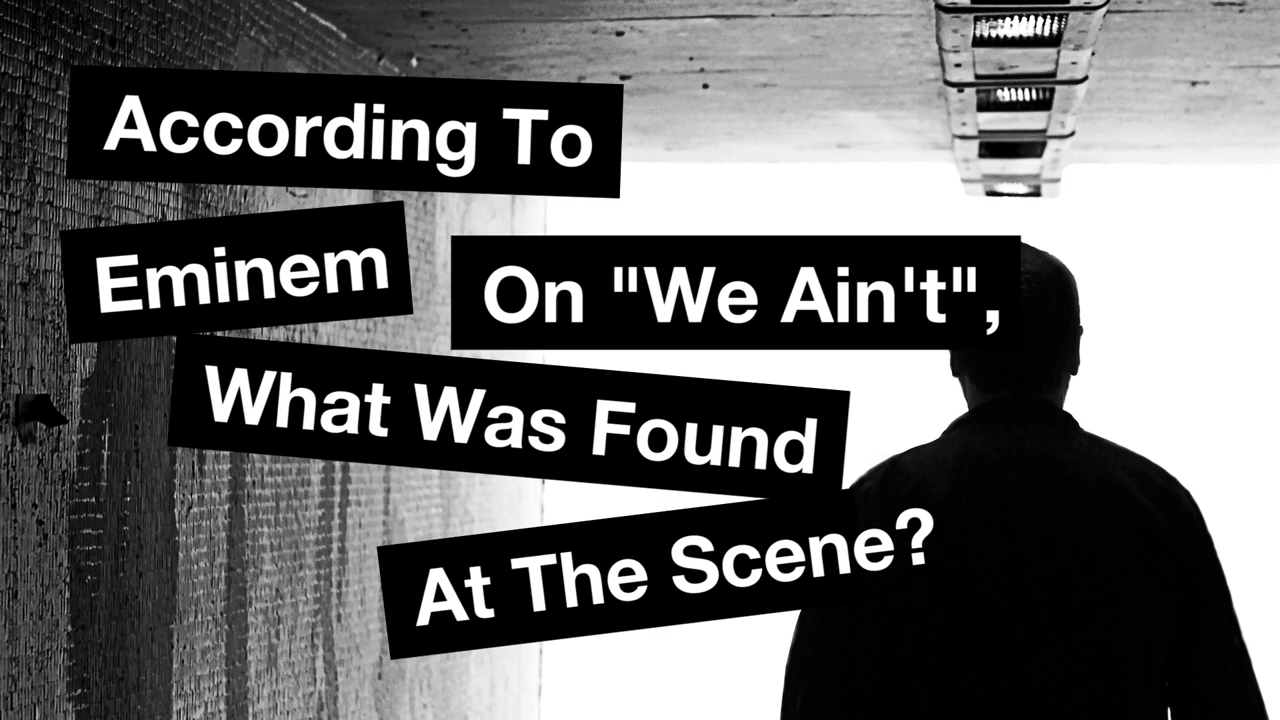 According To
Eminem
On "We Ain't",
What Was Found
At The Scene?